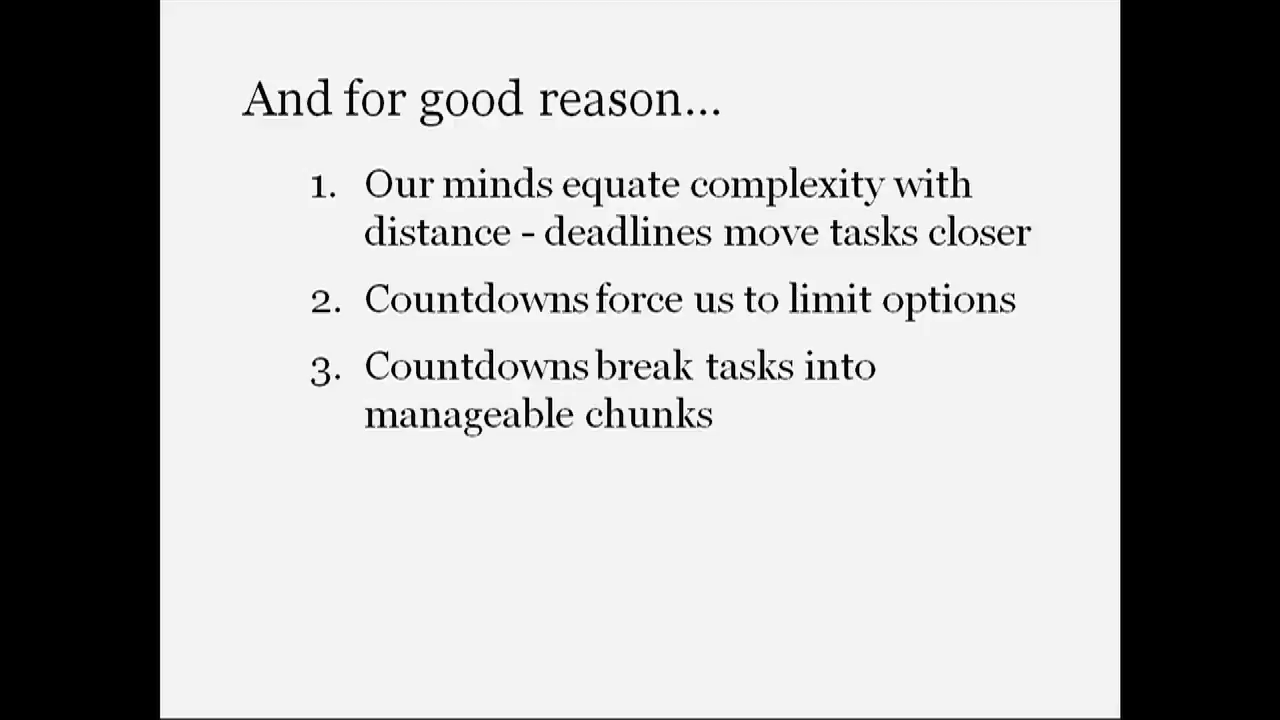 And for good reason...
1. Our minds equate complexity with
distance - deadlines move tasks closer
2. Countdowns force us to limit options
3. Countdowns break tasks into
manageable chunks